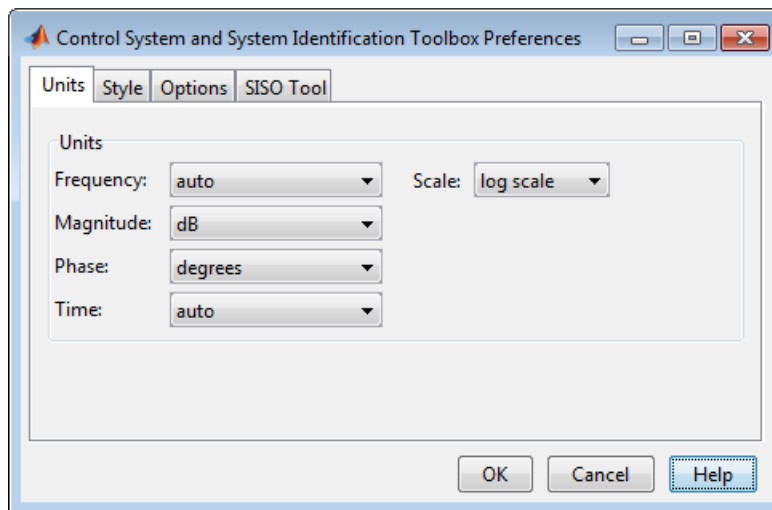 Control System and System Identification Toolbox Preferences
Units Style Options SISO Tool
Units
Frequency: auto Scale: log scale
Magnitude: dB
Phase: degrees
Time: auto
OK Cancel Help